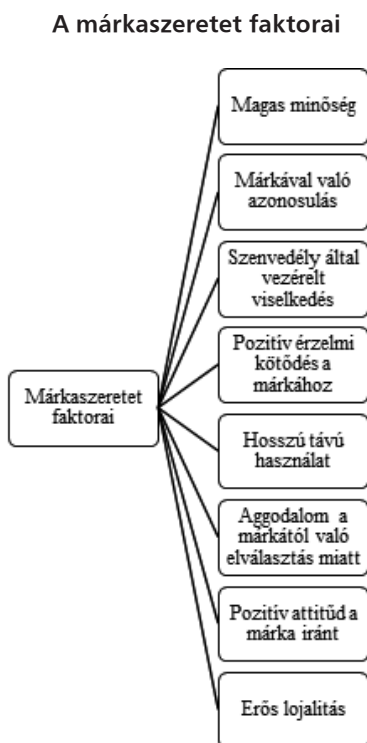 A márkaszeretet faktorai
Magas minőség
Márkával való
azonosulás
Szenvedély által
vezérelt
viselkedés
Pozitív érzelmi
kötődés a
márkához
Márkaszeretet
faktorai
Hosszú távú
használat
Aggodalom a
márkától való
elválasztás miatt
Pozitív attitűd a
márka iránt
Erős lojalitás